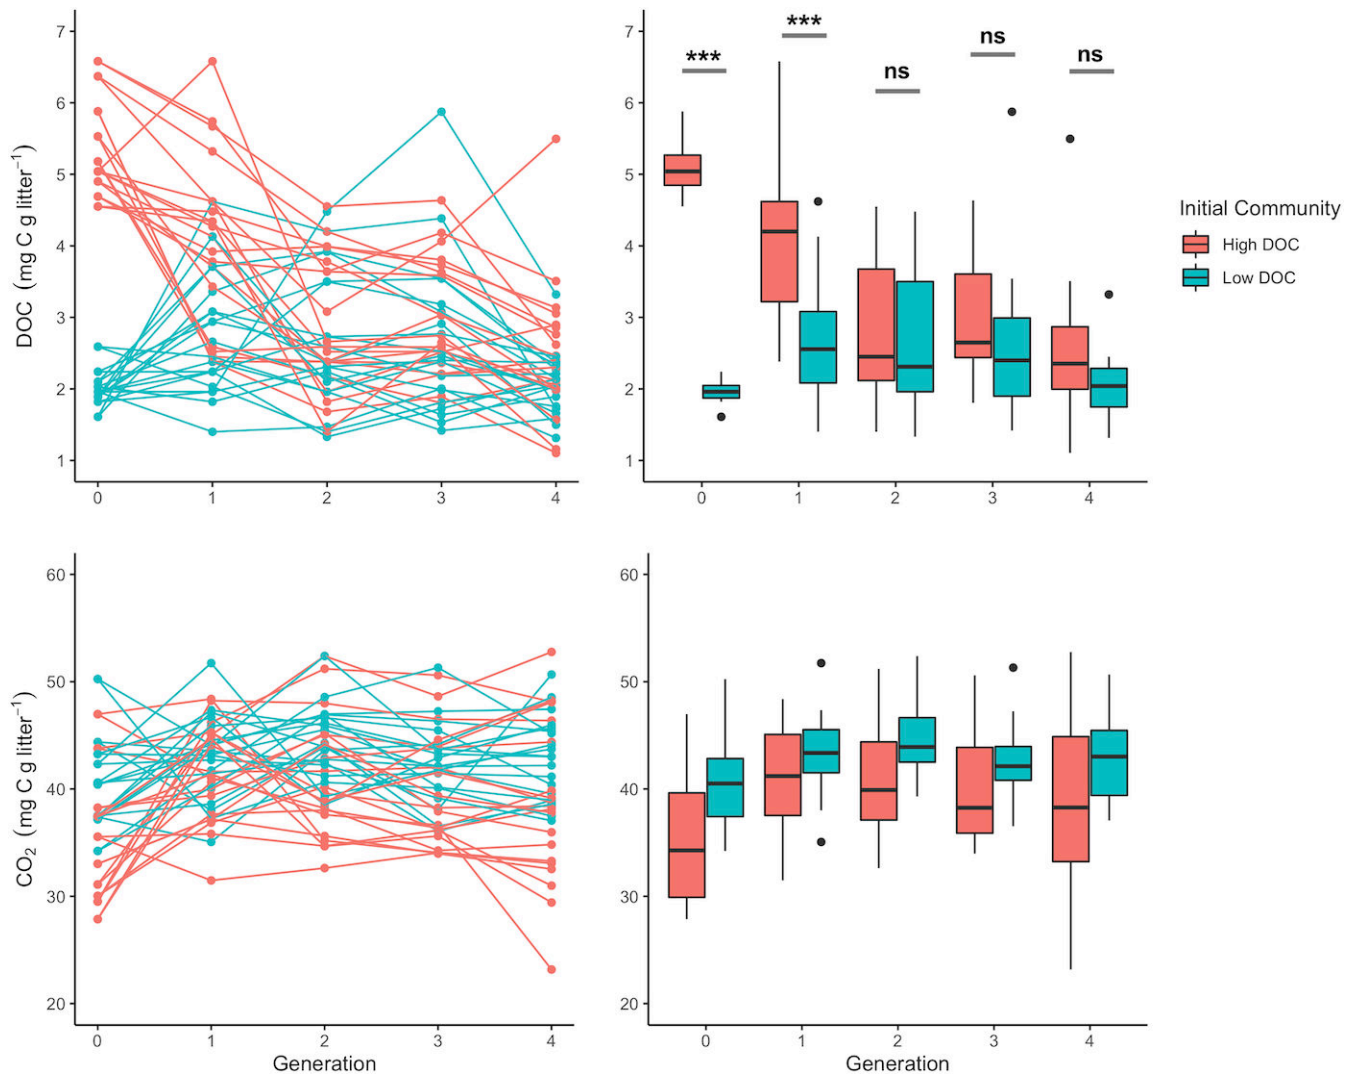 7
6
5
4
3
2
1
DOC (mg C g litter⁻¹)
0 1 2 3 4
7
6
5
4
3
2
1
***
***
ns
ns
ns
0 1 2 3 4
Initial Community
High DOC
Low DOC
60
50
40
30
20
CO₂ (mg C g litter⁻¹)
0 1 2 3 4
Generation
60
50
40
30
20
0 1 2 3 4
Generation